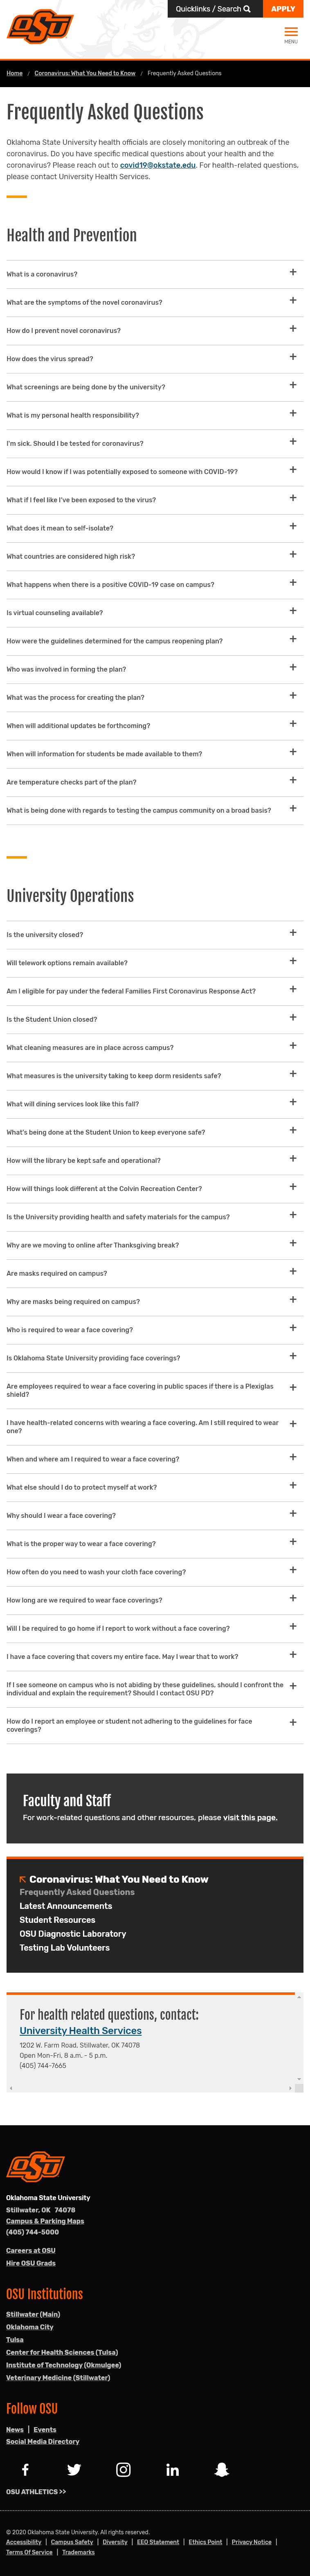 OSU
Quicklinks / Search
APPLY
MENU
Home / Coronavirus: What You Need to Know / Frequently Asked Questions
Frequently Asked Questions
Oklahoma State University health officials are closely monitoring an outbreak of the
coronavirus. Do you have specific medical questions about your health and the
coronavirus? Please reach out to covid19@okstate.edu. For health-related questions,
please contact University Health Services.
Health and Prevention
What is a coronavirus?
What are the symptoms of the novel coronavirus?
How do I prevent novel coronavirus?
How does the virus spread?
What screenings are being done by the university?
What is my personal health responsibility?
I'm sick. Should I be tested for coronavirus?
How would I know if I was potentially exposed to someone with COVID-19?
What if I feel like I've been exposed to the virus?
What does it mean to self-isolate?
What countries are considered high risk?
What happens when there is a positive COVID-19 case on campus?
Is virtual counseling available?
How were the guidelines determined for the campus reopening plan?
Who was involved in forming the plan?
What was the process for creating the plan?
When will additional updates be forthcoming?
When will information for students be made available to them?
Are temperature checks part of the plan?
What is being done with regards to testing the campus community on a broad basis?
University Operations
Is the university closed?
Will telework options remain available?
Am I eligible for pay under the federal Families First Coronavirus Response Act?
Is the Student Union closed?
What cleaning measures are in place across campus?
What measures is the university taking to keep dorm residents safe?
What will dining services look like this fall?
What's being done at the Student Union to keep everyone safe?
How will the library be kept safe and operational?
How will things look different at the Colvin Recreation Center?
Is the University providing health and safety materials for the campus?
Why are we moving to online after Thanksgiving break?
Are masks required on campus?
Why are masks being required on campus?
Who is required to wear a face covering?
Is Oklahoma State University providing face coverings?
Are employees required to wear a face covering in public spaces if there is a Plexiglas
shield?
I have health-related concerns with wearing a face covering. Am I still required to wear
one?
When and where am I required to wear a face covering?
What else should I do to protect myself at work?
Why should I wear a face covering?
What is the proper way to wear a face covering?
How often do you need to wash your cloth face covering?
How long are we required to wear face coverings?
Will I be required to go home if I report to work without a face covering?
I have a face covering that covers my entire face. May I wear that to work?
If I see someone on campus who is not abiding by these guidelines, should I confront the
individual and explain the requirement? Should I contact OSU PD?
How do I report an employee or student not adhering to the guidelines for face
coverings?
Faculty and Staff
For work-related questions and other resources, please visit this page.
Coronavirus: What You Need to Know
Frequently Asked Questions
Latest Announcements
Student Resources
OSU Diagnostic Laboratory
Testing Lab Volunteers
For health related questions, contact:
University Health Services
1202 W. Farm Road, Stillwater, OK 74078
Open Mon-Fri, 8 a.m. - 5 p.m.
(405) 744-7665
OSU
Oklahoma State University
Stillwater, OK 74078
Campus & Parking Maps
(405) 744-5000
Careers at OSU
Hire OSU Grads
OSU Institutions
Stillwater (Main)
Oklahoma City
Tulsa
Center for Health Sciences (Tulsa)
Institute of Technology (Okmulgee)
Veterinary Medicine (Stillwater)
Follow OSU
News | Events
Social Media Directory
OSU ATHLETICS >>
© 2020 Oklahoma State University. All rights reserved.
Accessibility | Campus Safety | Diversity | EEO Statement | Ethics Point | Privacy Notice |
Terms Of Service | Trademarks